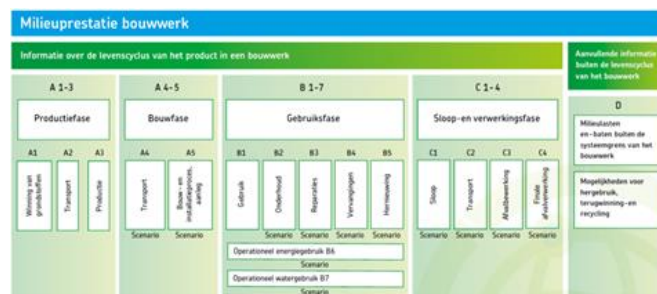 Milieuprestatie bouwwerk
Informatie over de levenscyclus van het product in een bouwwerk
Aanvullende informatie
buiten de levenscyclus
van het bouwwerk
A 1-3
A 4-5
B 1-7
C 1-4
D
Productiefase
Bouwfase
Gebruiksfase
Sloop-en verwerkingsfase
Milieulasten
en-baten buiten de
systeemgrens van het
bouwwerk
A1
A2
A3
A4
A5
B1
B2
B3
B4
B5
C1
C2
C3
C4
Winning van
grondstoffen
Transport
Productie
Transport
Bouw- en
installatieproces,
aanleg
Gebruik
Onderhoud
Reparaties
Vervangingen
Hernieuwing
Sloop
Transport
Afvalbewerking
Finale
afvalverwerking
Mogelijkheden voor
hergebruik,
terugwinning-en
recycling
Scenario
Scenario
Scenario
Scenario
Scenario
Scenario
Scenario
Scenario
Scenario
Scenario
Operationeel energiegebruik B6
Scenario
Operationeel watergebruik B7
Scenario